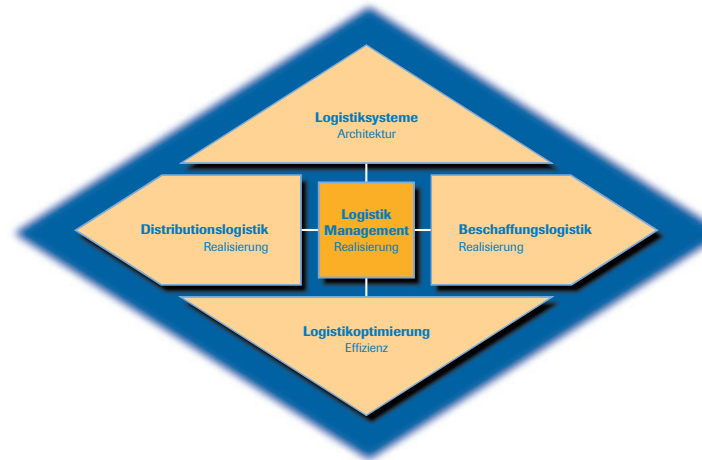 Logistiksysteme
Architektur
Distributionslogistik
Realisierung
Logistik
Management
Realisierung
Beschaffungslogistik
Realisierung
Logistikoptimierung
Effizienz